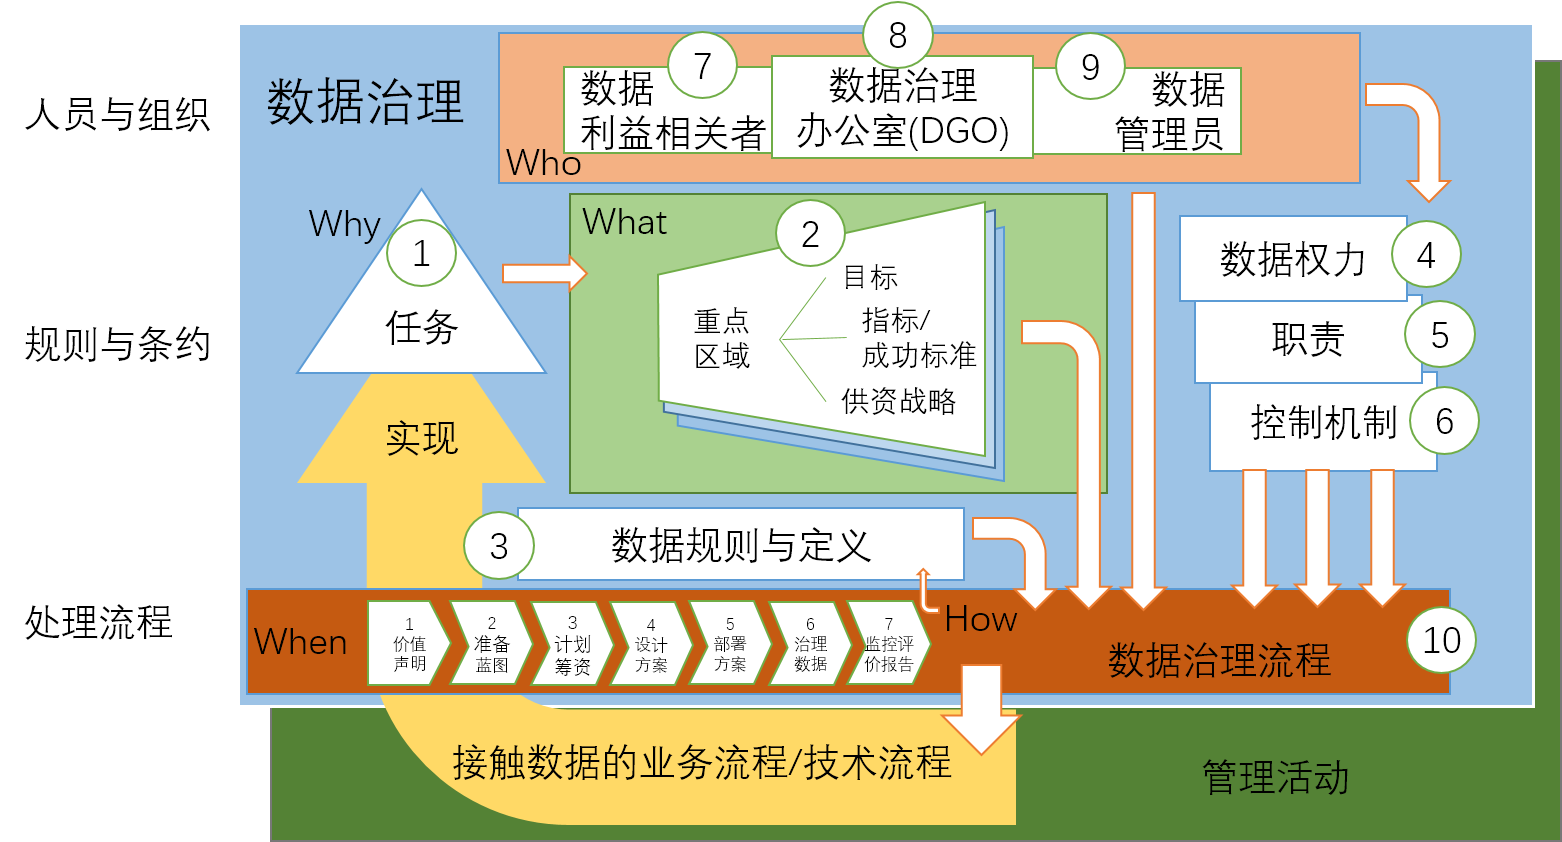 人员与组织
数据治理
7
8
9
数据
利益相关者
数据治理
办公室(DGO)
数据
管理员
Who
规则与条约
Why
1
任务
实现
What
2
重点
区域
目标
指标/
成功标准
供资战略
数据权力
4
职责
5
控制机制
6
3
数据规则与定义
处理流程
When
1
价值
声明
2
准备
蓝图
3
计划
筹资
4
设计
方案
5
部署
方案
6
治理
数据
7
监控评
价报告
How
数据治理流程
10
接触数据的业务流程/技术流程
管理活动